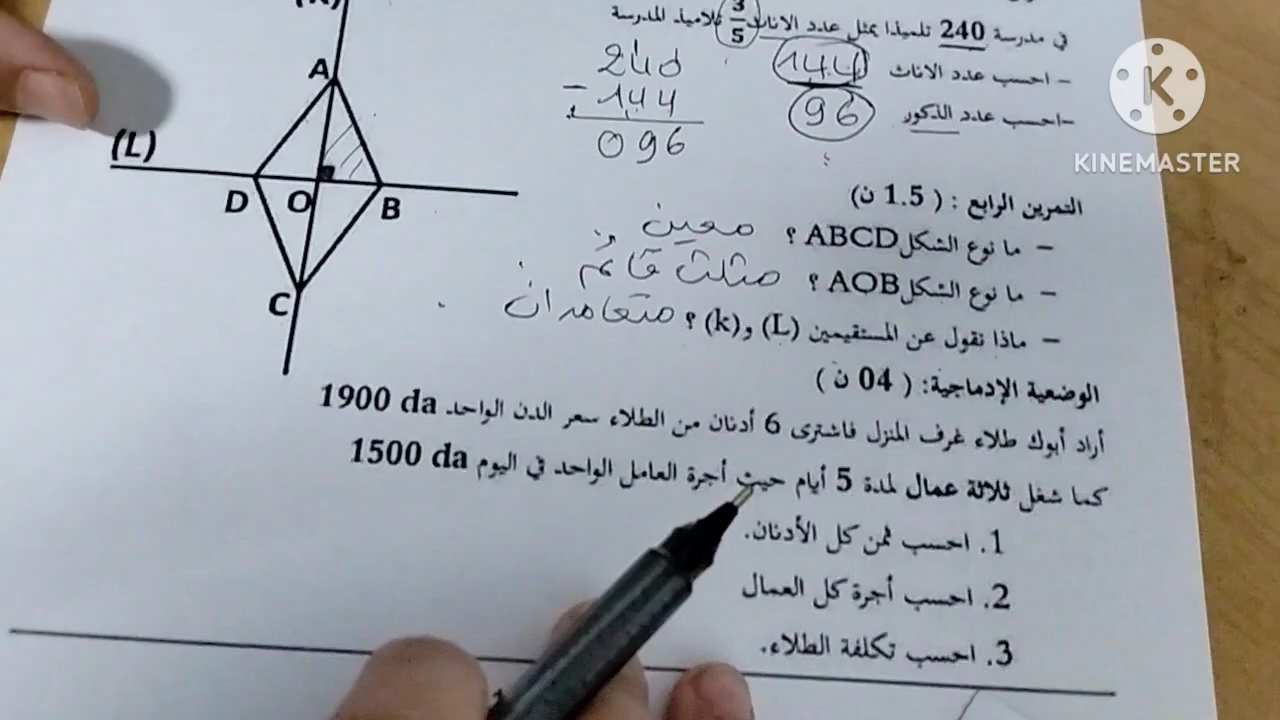 في مدرسة 240 تلميذا يمثل عدد الاناث 3/5 تلاميذ المدرسة
- احسب عدد الاناث 144
-احسب عدد الذكور 96
240
- 144
096
KINEMASTER
التمرين الرابع : ( 1.5 ن)
- ما نوع الشكل ABCD ؟ معين
- ما نوع الشكل AOB ؟ مثلث قائم
- ماذا نقول عن المستقيمين (L) و(k) ؟ متعامدان
A
(L)
D
O
B
C
الوضعية الإدماجية: ( 04 ن )
أراد أبوك طلاء غرف المنزل فاشترى 6 أدنان من الطلاء سعر الدن الواحد 1900 da
كما شغل ثلاثة عمال لمدة 5 أيام حيث أجرة العامل الواحد في اليوم 1500 da
1. احسب ثمن كل الأدنان.
2. احسب أجرة كل العمال
3. احسب تكلفة الطلاء.